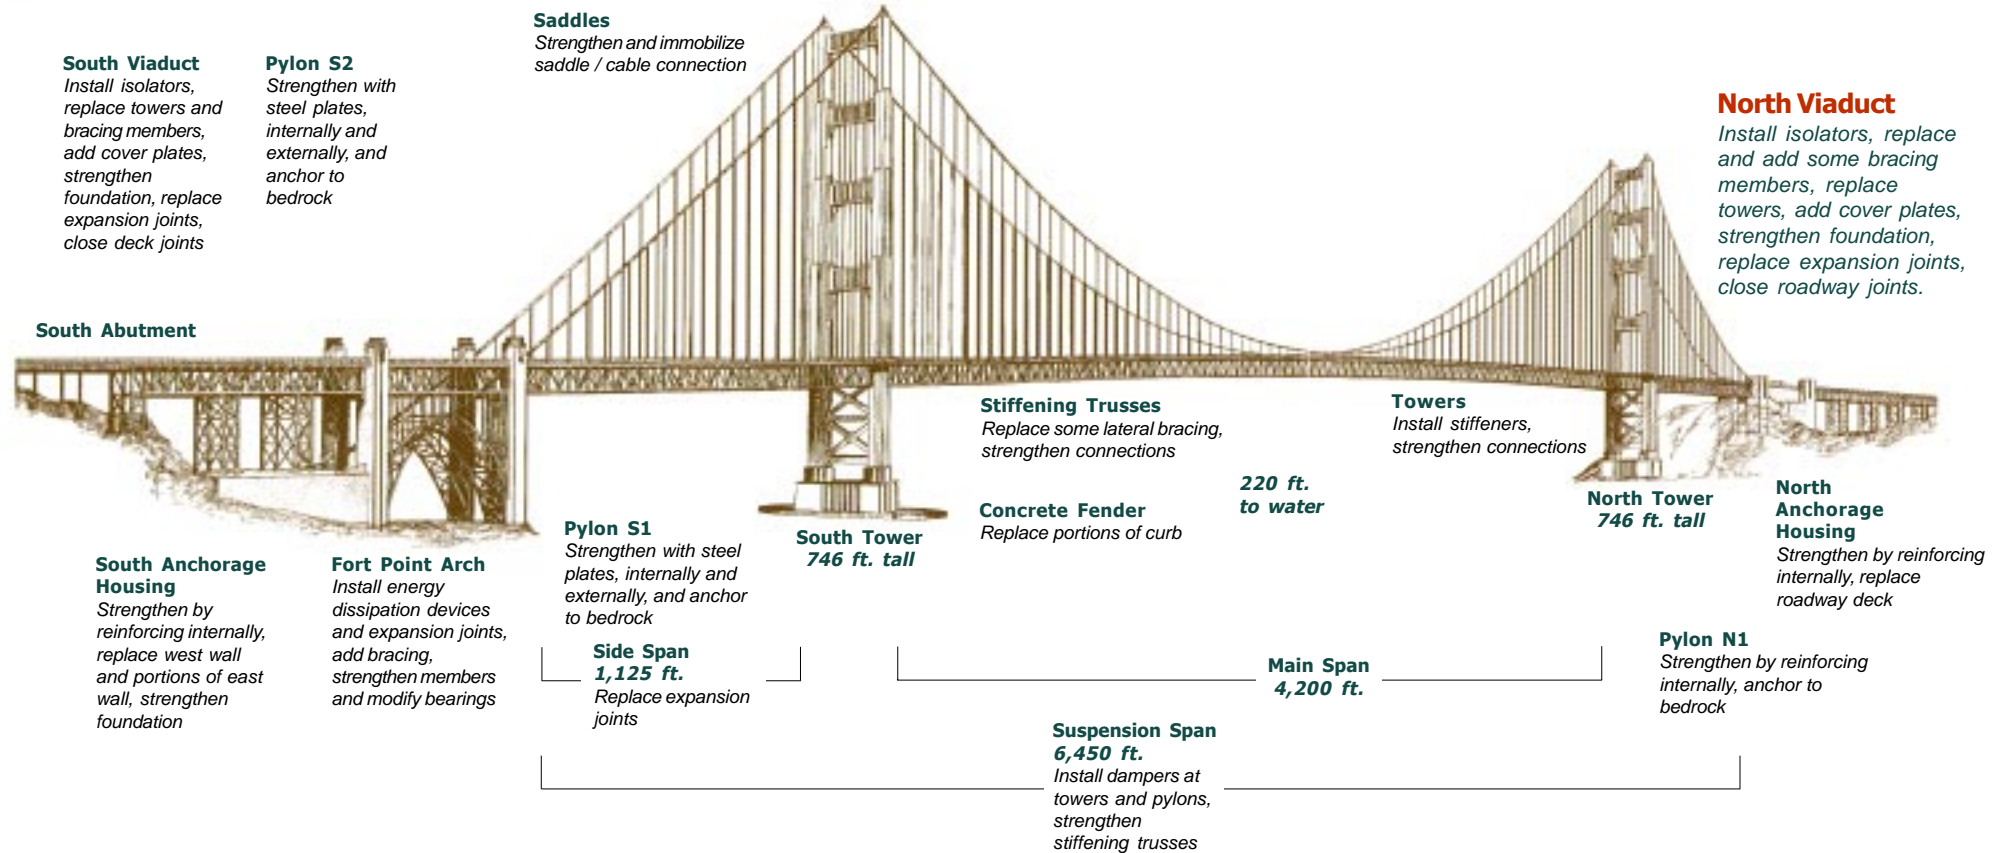 Saddles
Strengthen and immobilize
saddle / cable connection
South Viaduct
Install isolators,
replace towers and
bracing members,
add cover plates,
strengthen
foundation, replace
expansion joints,
close deck joints
Pylon S2
Strengthen with
steel plates,
internally and
externally, and
anchor to
bedrock
North Viaduct
Install isolators, replace
and add some bracing
members, replace
towers, add cover plates,
strengthen foundation,
replace expansion joints,
close roadway joints.
South Abutment
Stiffening Trusses
Replace some lateral bracing,
strengthen connections
Towers
Install stiffeners,
strengthen connections
220 ft.
to water
Concrete Fender
Replace portions of curb
North Tower
746 ft. tall
North
Anchorage
Housing
Strengthen by reinforcing
internally, replace
roadway deck
South Anchorage
Housing
Strengthen by
reinforcing internally,
replace west wall
and portions of east
wall, strengthen
foundation
Fort Point Arch
Install energy
dissipation devices
and expansion joints,
add bracing,
strengthen members
and modify bearings
Pylon S1
Strengthen with steel
plates, internally and
externally, and anchor
to bedrock
South Tower
746 ft. tall
Side Span
1,125 ft.
Replace expansion
joints
Main Span
4,200 ft.
Pylon N1
Strengthen by reinforcing
internally, anchor to
bedrock
Suspension Span
6,450 ft.
Install dampers at
towers and pylons,
strengthen
stiffening trusses